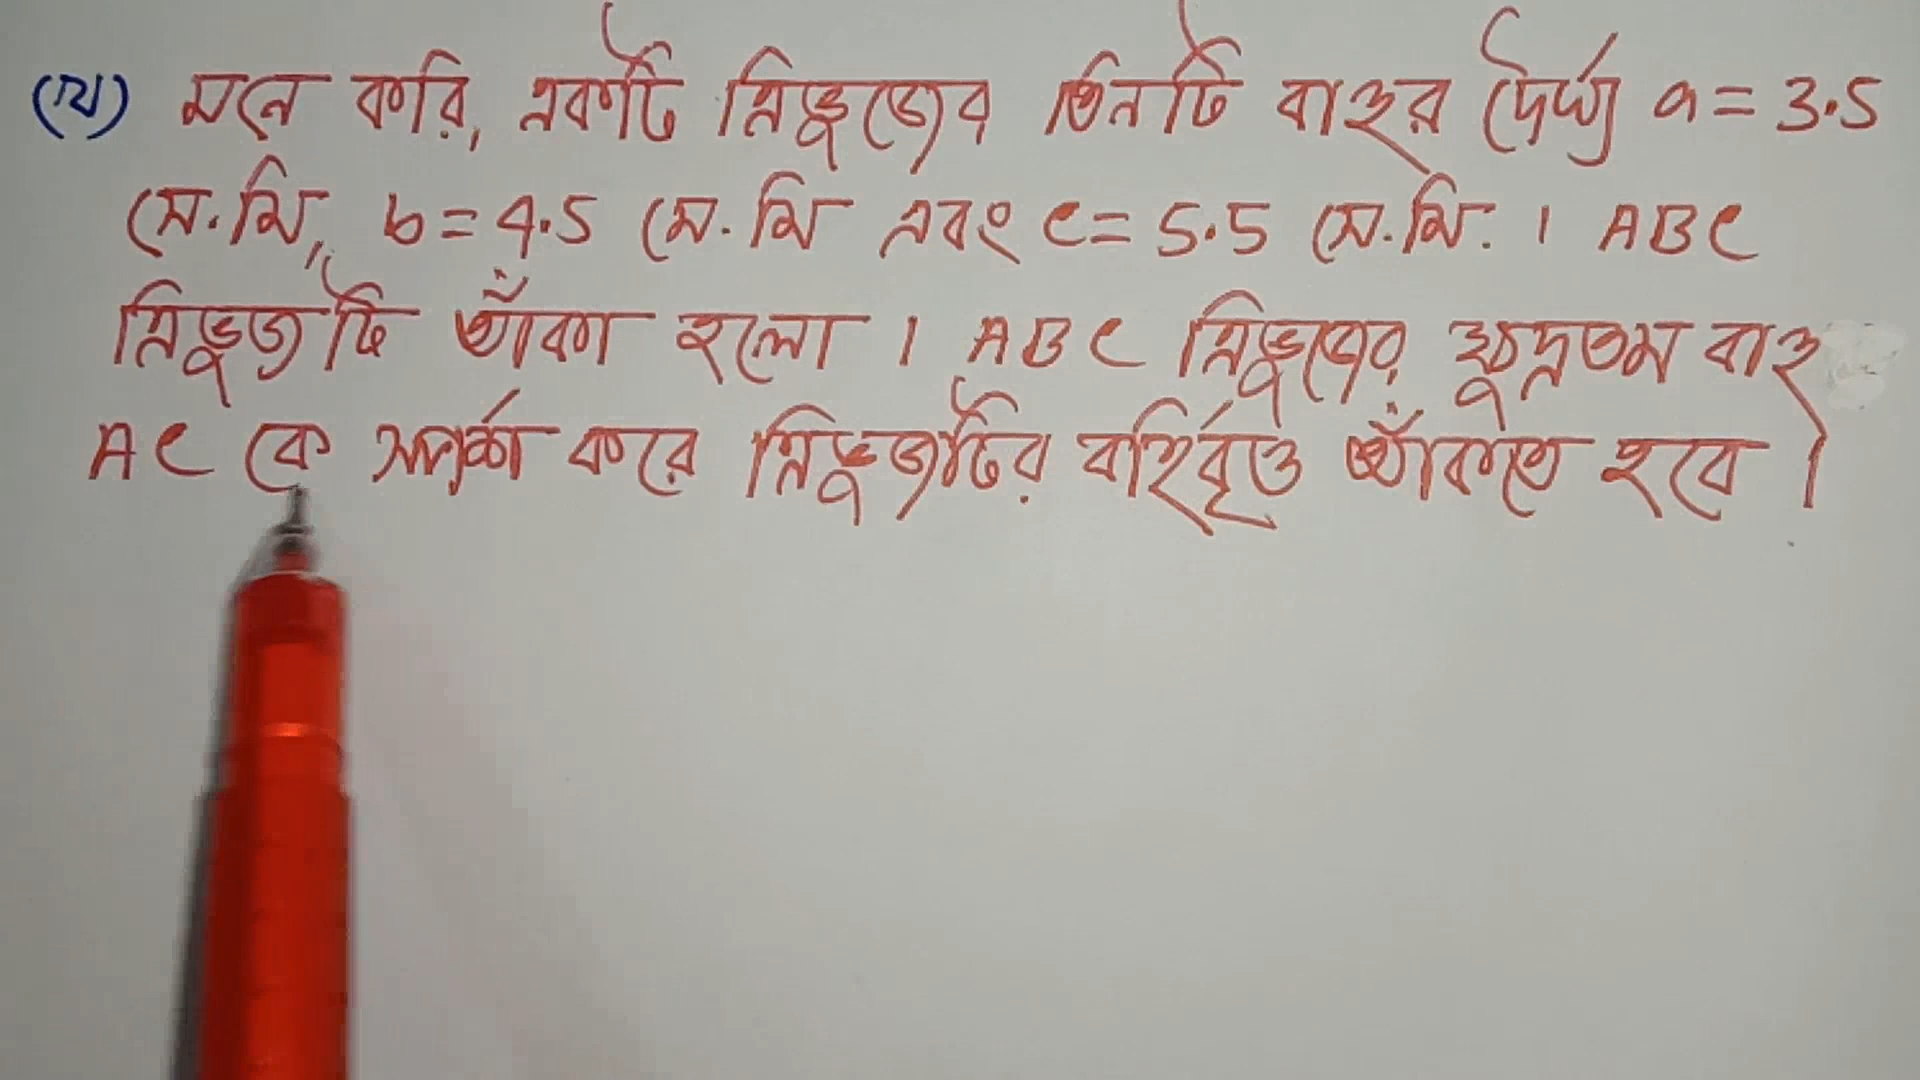 (খ) মনে করি, একটি ত্রিভুজের তিনটি বাহুর দৈর্ঘ্য a = 3.5
সে.মি, b = 4.5 সে.মি এবং c = 5.5 সে.মি. । ABC
ত্রিভুজটি আঁকা হলো । ABC ত্রিভুজের ক্ষুদ্রতম বাহু
AC কে স্পর্শ করে ত্রিভুজটির বহির্বৃত্ত আঁকতে হবে ।